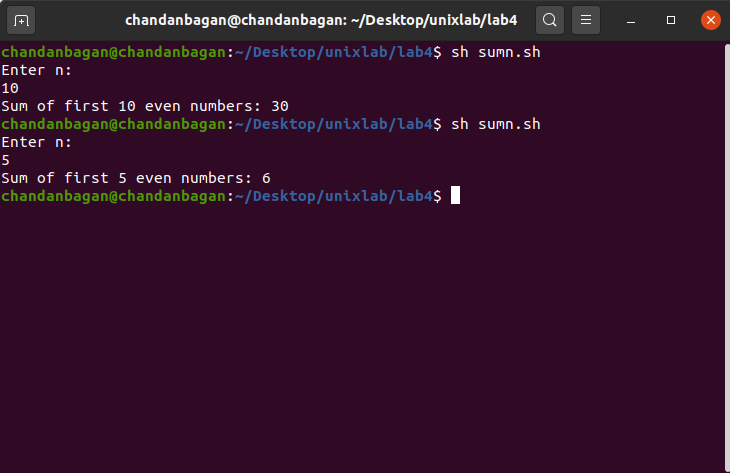 chandanbagan@chandanbagan: ~/Desktop/unixlab/lab4
chandanbagan@chandanbagan:~/Desktop/unixlab/lab4$ sh sumn.sh
Enter n:
10
Sum of first 10 even numbers: 30
chandanbagan@chandanbagan:~/Desktop/unixlab/lab4$ sh sumn.sh
Enter n:
5
Sum of first 5 even numbers: 6
chandanbagan@chandanbagan:~/Desktop/unixlab/lab4$